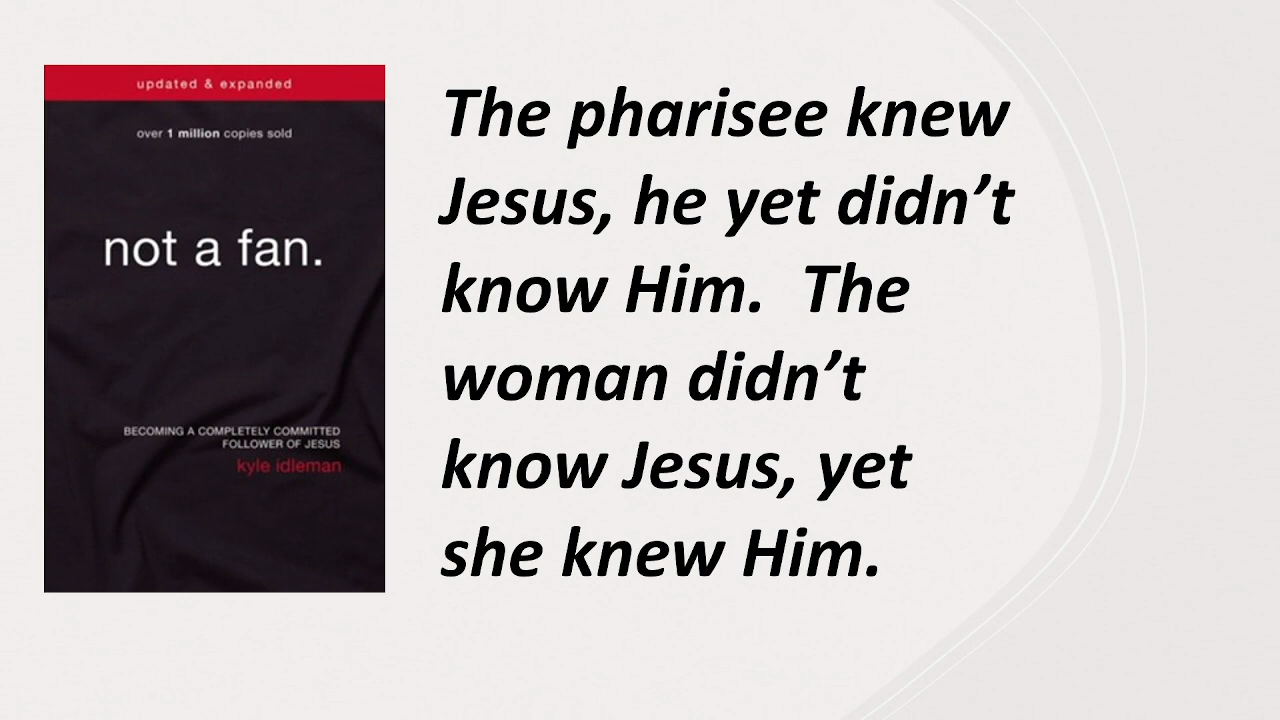 updated & expanded
over 1 million copies sold
not a fan.
BECOMING A COMPLETELY COMMITTED
FOLLOWER OF JESUS
kyle idleman
The pharisee knew
Jesus, he yet didn’t
know Him.  The
woman didn’t
know Jesus, yet
she knew Him.